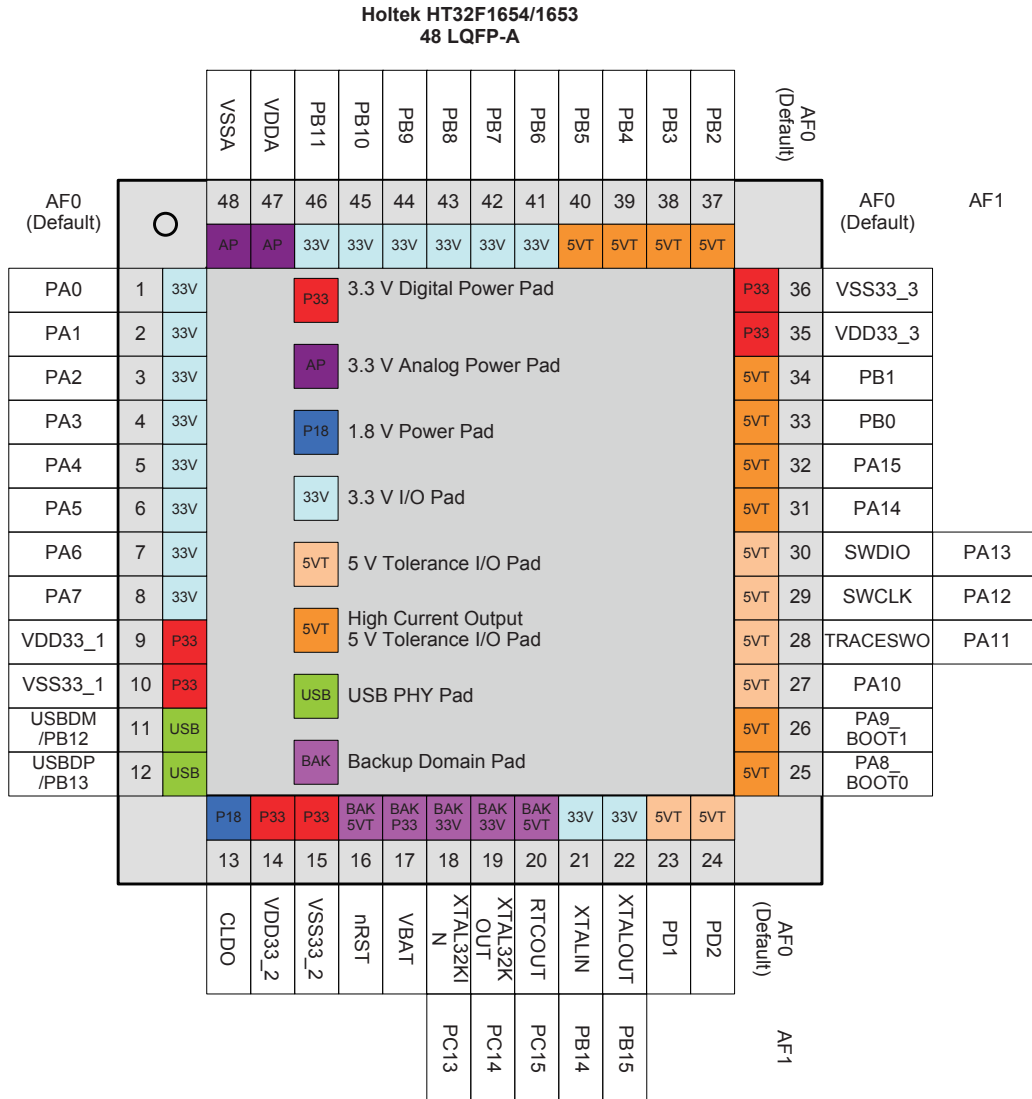 Holtek HT32F1654/1653
48 LQFP-A
VSSA
VDDA
PB11
PB10
PB9
PB8
PB7
PB6
PB5
PB4
PB3
PB2
AF0
(Default)
AF0
(Default)
48 47 46 45 44 43 42 41 40 39 38 37
AF0
(Default)
AF1
AP AP 33V 33V 33V 33V 33V 33V 5VT 5VT 5VT 5VT
PA0 1 33V
PA1 2 33V
PA2 3 33V
PA3 4 33V
PA4 5 33V
PA5 6 33V
PA6 7 33V
PA7 8 33V
VDD33_1 9 P33
VSS33_1 10 P33
USBDM
/PB12
11 USB
USBDP
/PB13
12 USB
P33 3.3 V Digital Power Pad
AP 3.3 V Analog Power Pad
P18 1.8 V Power Pad
33V 3.3 V I/O Pad
5VT 5 V Tolerance I/O Pad
5VT High Current Output
5 V Tolerance I/O Pad
USB USB PHY Pad
BAK Backup Domain Pad
P33 36 VSS33_3
P33 35 VDD33_3
5VT 34 PB1
5VT 33 PB0
5VT 32 PA15
5VT 31 PA14
5VT 30 SWDIO PA13
5VT 29 SWCLK PA12
5VT 28 TRACESWO PA11
5VT 27 PA10
5VT 26 PA9_
BOOT1
5VT 25 PA8_
BOOT0
P18 P33 P33 BAK
5VT
BAK
P33
BAK
33V
BAK
33V
BAK
5VT
33V 33V 5VT 5VT
13 14 15 16 17 18 19 20 21 22 23 24
CLDO
VDD33_2
VSS33_2
nRST
VBAT
XTAL32KI
N
XTAL32K
OUT
RTCOUT
XTALIN
XTALOUT
PD1
PD2
AF0
(Default)
PC13
PC14
PC15
PB14
PB15
AF1